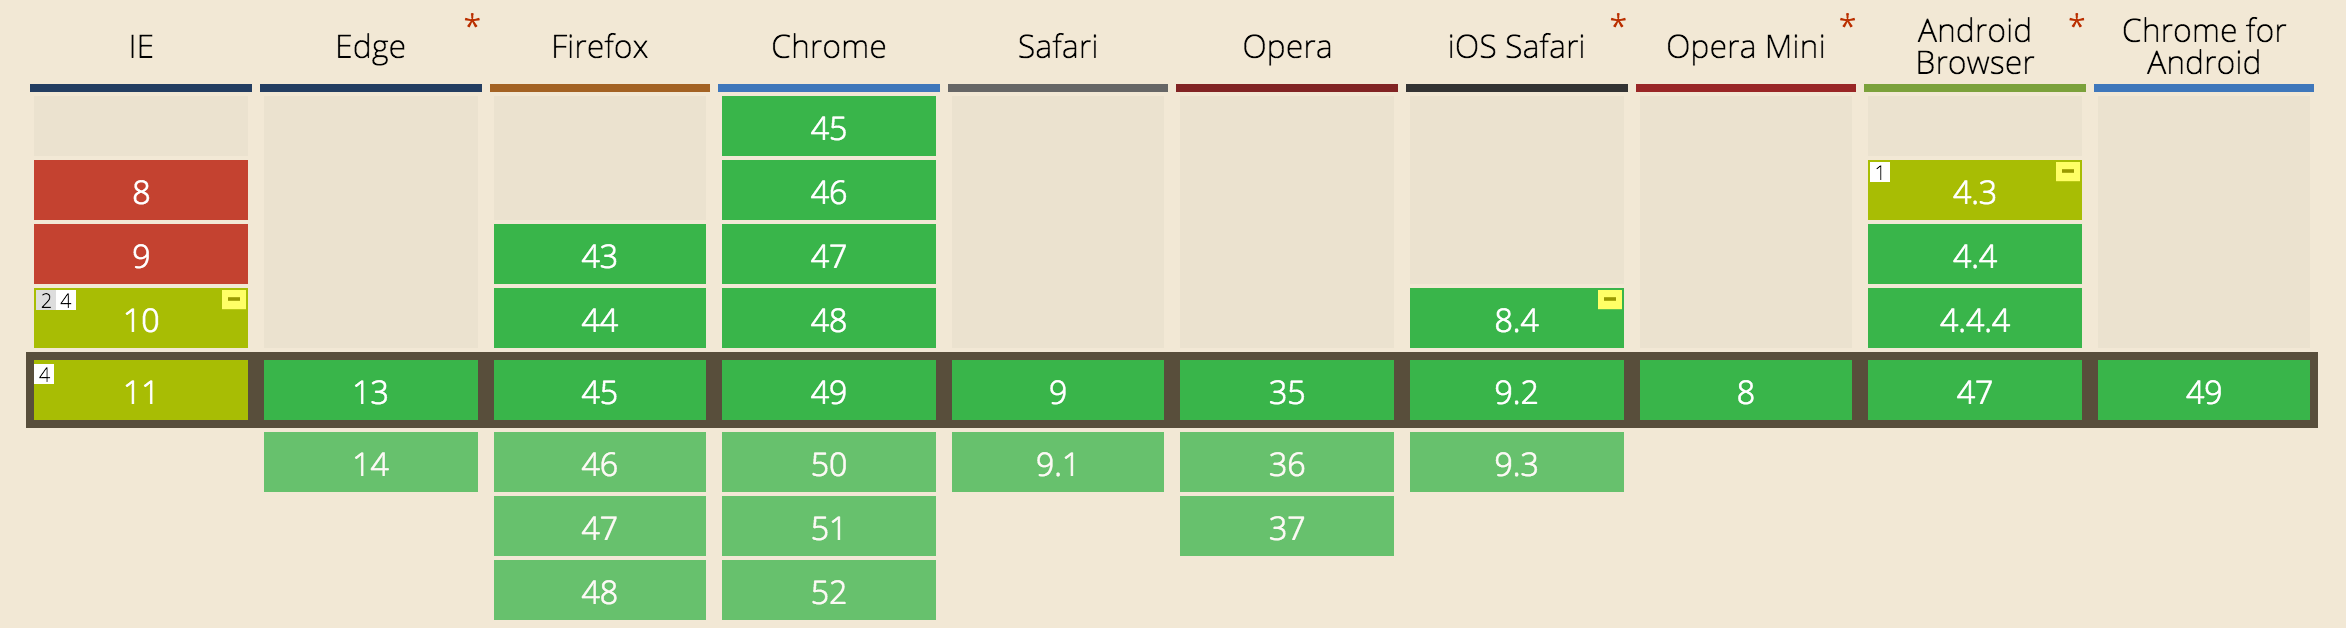 IE Edge * Firefox Chrome Safari Opera iOS Safari * Opera Mini * Android Browser * Chrome for Android
45
8 46 1 4.3 -
9 43 47 4.4
2 4 10 - 44 48 8.4 - 4.4.4
4 11 13 45 49 9 35 9.2 8 47 49
14 46 50 9.1 36 9.3
47 51 37
48 52